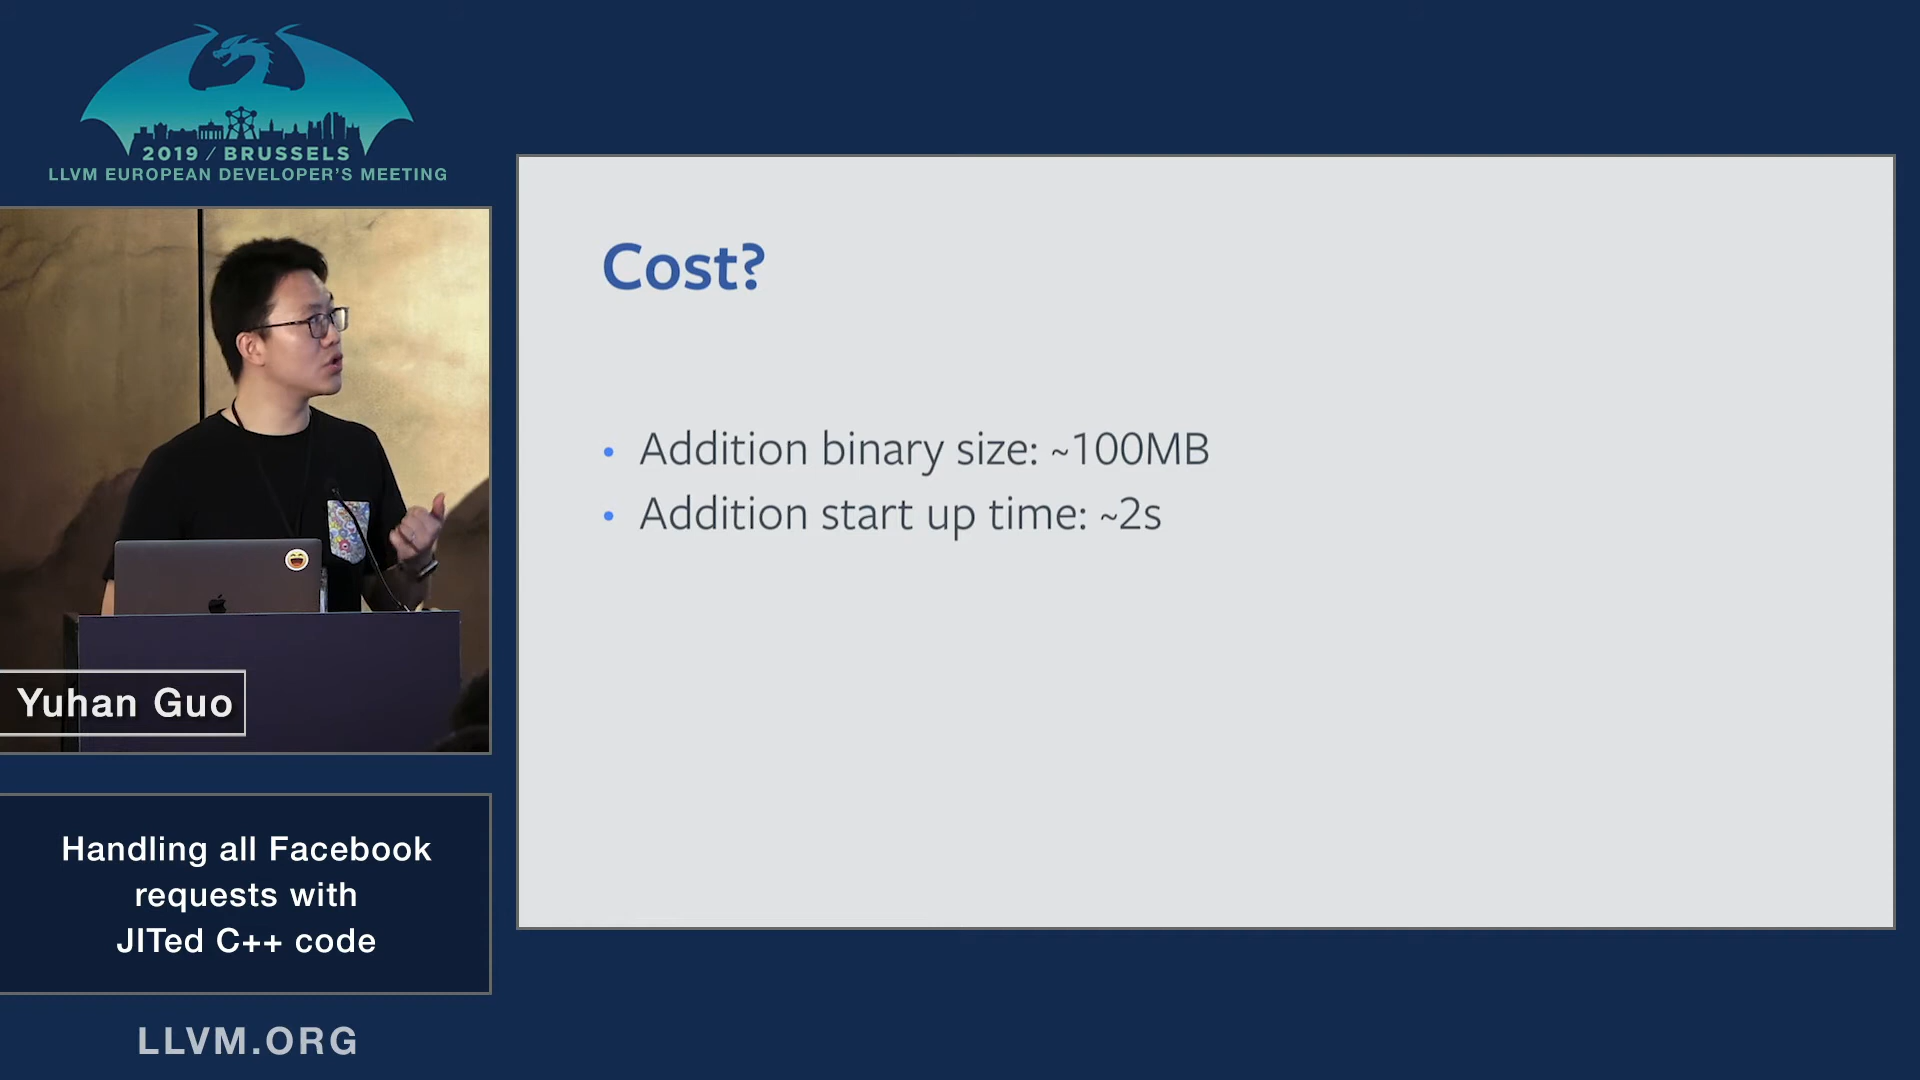 2019 / BRUSSELS
LLVM EUROPEAN DEVELOPER'S MEETING
Cost?
• Addition binary size: ~100MB
• Addition start up time: ~2s
Yuhan Guo
Handling all Facebook
requests with
JITed C++ code
LLVM.ORG